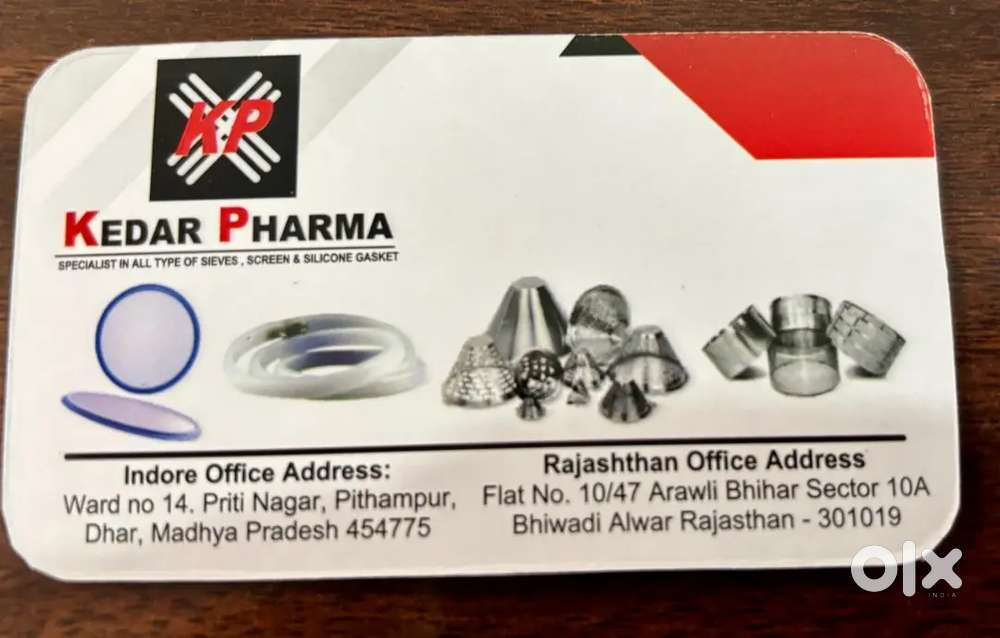 KP
KEDAR PHARMA
SPECIALIST IN ALL TYPE OF SIEVES , SCREEN & SILICONE GASKET
Indore Office Address:
Ward no 14. Priti Nagar, Pithampur,
Dhar, Madhya Pradesh 454775
Rajashthan Office Address
Flat No. 10/47 Arawli Bhihar Sector 10A
Bhiwadi Alwar Rajasthan - 301019
olx
INDIA